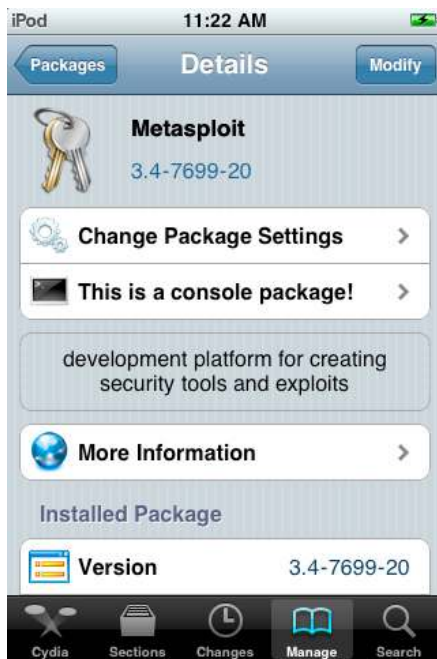 iPod 11:22 AM
Packages Details Modify
Metasploit
3.4-7699-20
Change Package Settings
This is a console package!
development platform for creating
security tools and exploits
More Information
Installed Package
Version 3.4-7699-20
Cydia Sections Changes Manage Search